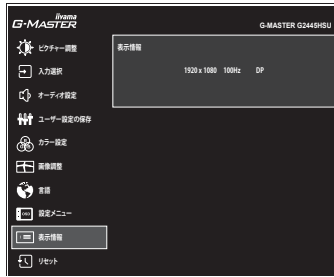 iiyama
G-MASTER
G-MASTER G2445HSU
ピクチャー調整
入力選択
オーディオ設定
ユーザー設定の保存
カラー設定
画像調整
言語
OSD 設定メニュー
表示情報
リセット
表示情報
1920 x 1080 100Hz DP